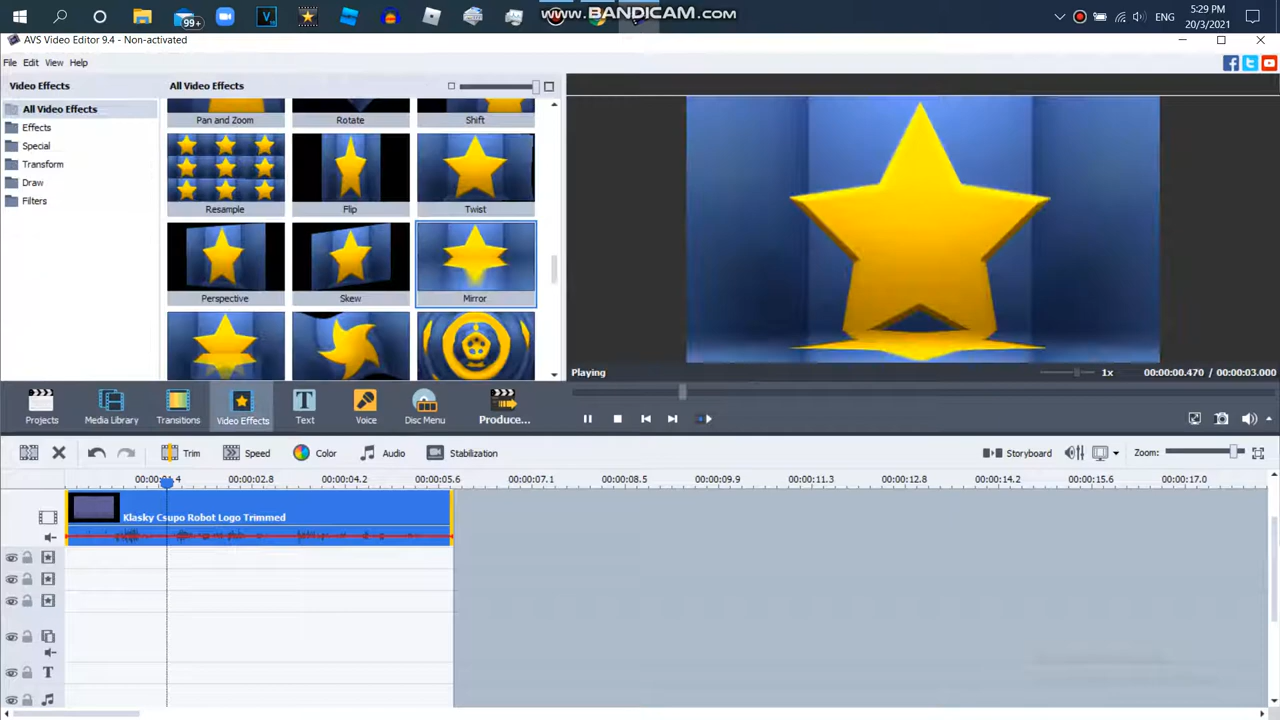 99+
WWW.BANDICAM.COM
ENG
5:29 PM
20/3/2021
AVS Video Editor 9.4 - Non-activated
File Edit View Help
Video Effects
All Video Effects
Effects
Special
Transform
Draw
Filters
All Video Effects
Pan and Zoom Rotate Shift
Resample Flip Twist
Perspective Skew Mirror
Playing
1x
00:00:00.470 / 00:00:03.000
Projects Media Library Transitions Video Effects Text Voice Disc Menu Produce...
Trim Speed Color Audio Stabilization
Storyboard
Zoom:
00:00:02.8 00:00:04.2 00:00:05.6 00:00:07.1 00:00:08.5 00:00:09.9 00:00:11.3 00:00:12.8 00:00:14.2 00:00:15.6 00:00:17.0
Klasky Csupo Robot Logo Trimmed
T